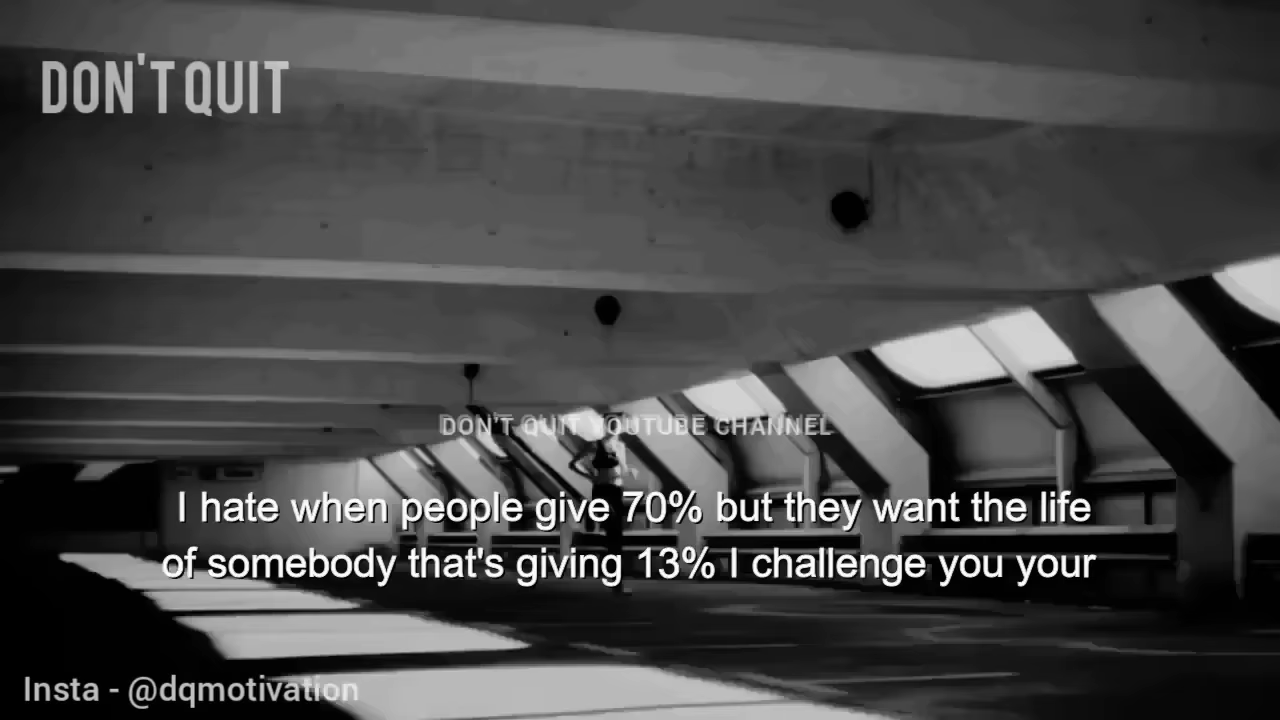 DON'T QUIT
DON'T QUIT YOUTUBE CHANNEL
I hate when people give 70% but they want the life
of somebody that's giving 13% I challenge you your
Insta - @dqmotivation